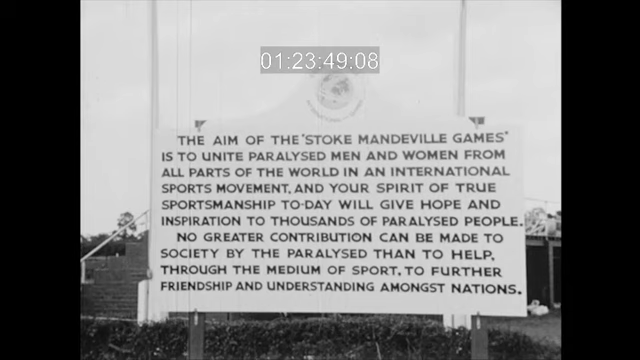 01:23:49:08
INTERNATIONAL
THE AIM OF THE "STOKE MANDEVILLE GAMES"
IS TO UNITE PARALYSED MEN AND WOMEN FROM
ALL PARTS OF THE WORLD IN AN INTERNATIONAL
SPORTS MOVEMENT, AND YOUR SPIRIT OF TRUE
SPORTSMANSHIP TO-DAY WILL GIVE HOPE AND
INSPIRATION TO THOUSANDS OF PARALYSED PEOPLE.
NO GREATER CONTRIBUTION CAN BE MADE TO
SOCIETY BY THE PARALYSED THAN TO HELP,
THROUGH THE MEDIUM OF SPORT, TO FURTHER
FRIENDSHIP AND UNDERSTANDING AMONGST NATIONS.